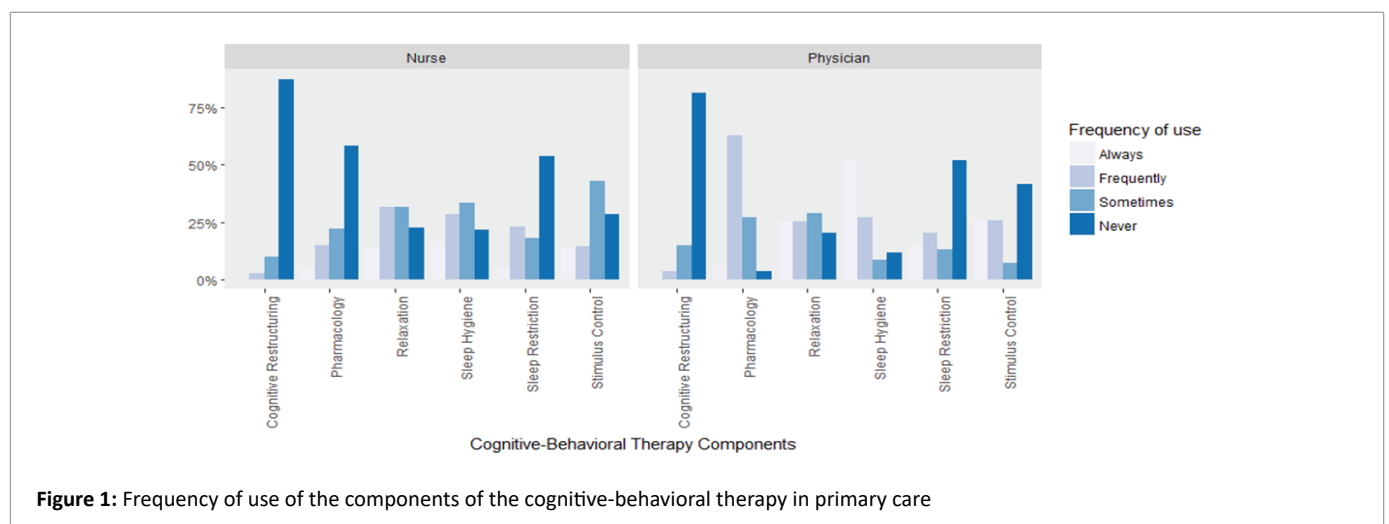 Nurse
Physician
75%
50%
25%
0%
Cognitive Restructuring
Pharmacology
Relaxation
Sleep Hygiene
Sleep Restriction
Stimulus Control
Cognitive Restructuring
Pharmacology
Relaxation
Sleep Hygiene
Sleep Restriction
Stimulus Control
Cognitive-Behavioral Therapy Components
Frequency of use
Always
Frequently
Sometimes
Never
Figure 1: Frequency of use of the components of the cognitive-behavioral therapy in primary care